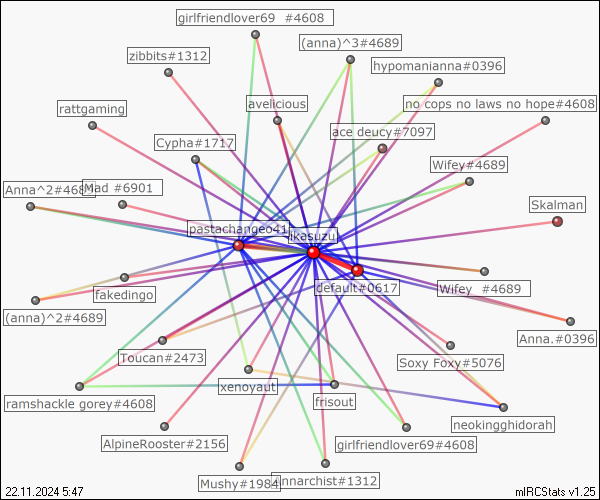 girlfriendlover69 #4608
(anna)^3#4689
zibbits#1312
hypomanianna#0396
avelicious
no cops no laws no hope#4608
rattgaming
ace deucy#7097
Cypha#1717
Wifey#4689
Anna^2#4689
Mad #6901
Skalman
pastachangeo41
ikasuzu
default#0617
fakedingo
Wifey #4689
(anna)^2#4689
Anna.#0396
Toucan#2473
Soxy Foxy#5076
xenoyaut
frisout
ramshackle gorey#4608
neokingghidorah
AlpineRooster#2156
girlfriendlover69#4608
Mushy#1984
annarchist#1312
22.11.2024 5:47
mIRCStats v1.25